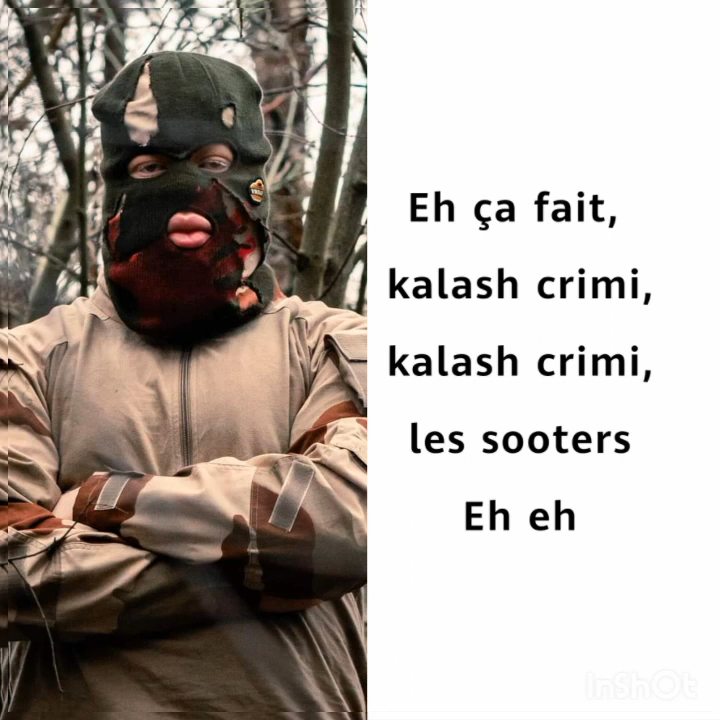 Eh ça fait,
kalash crimi,
kalash crimi,
les sooters
Eh eh
InShOt